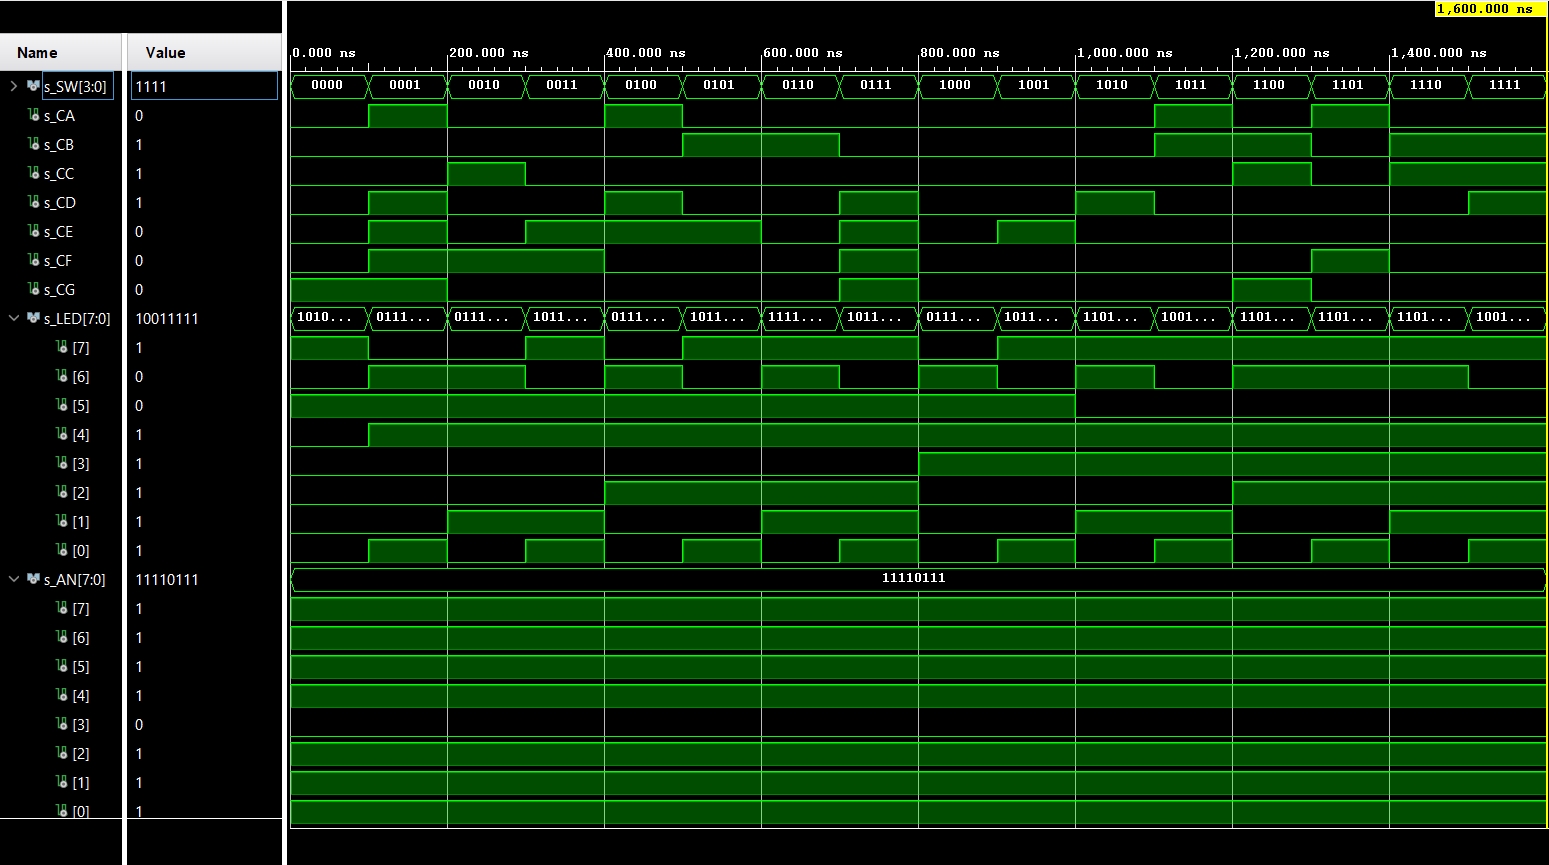 1,600.000 ns
Name Value 0.000 ns 200.000 ns 400.000 ns 600.000 ns 800.000 ns 1,000.000 ns 1,200.000 ns 1,400.000 ns
s_SW[3:0] 1111 0000 0001 0010 0011 0100 0101 0110 0111 1000 1001 1010 1011 1100 1101 1110 1111
s_CA 0
s_CB 1
s_CC 1
s_CD 1
s_CE 0
s_CF 0
s_CG 0
s_LED[7:0] 10011111 1010... 0111... 0111... 1011... 0111... 1011... 1111... 1011... 0111... 1011... 1101... 1001... 1101... 1101... 1101... 1001...
[7] 1
[6] 0
[5] 0
[4] 1
[3] 1
[2] 1
[1] 1
[0] 1
s_AN[7:0] 11110111 11110111
[7] 1
[6] 1
[5] 1
[4] 1
[3] 0
[2] 1
[1] 1
[0] 1